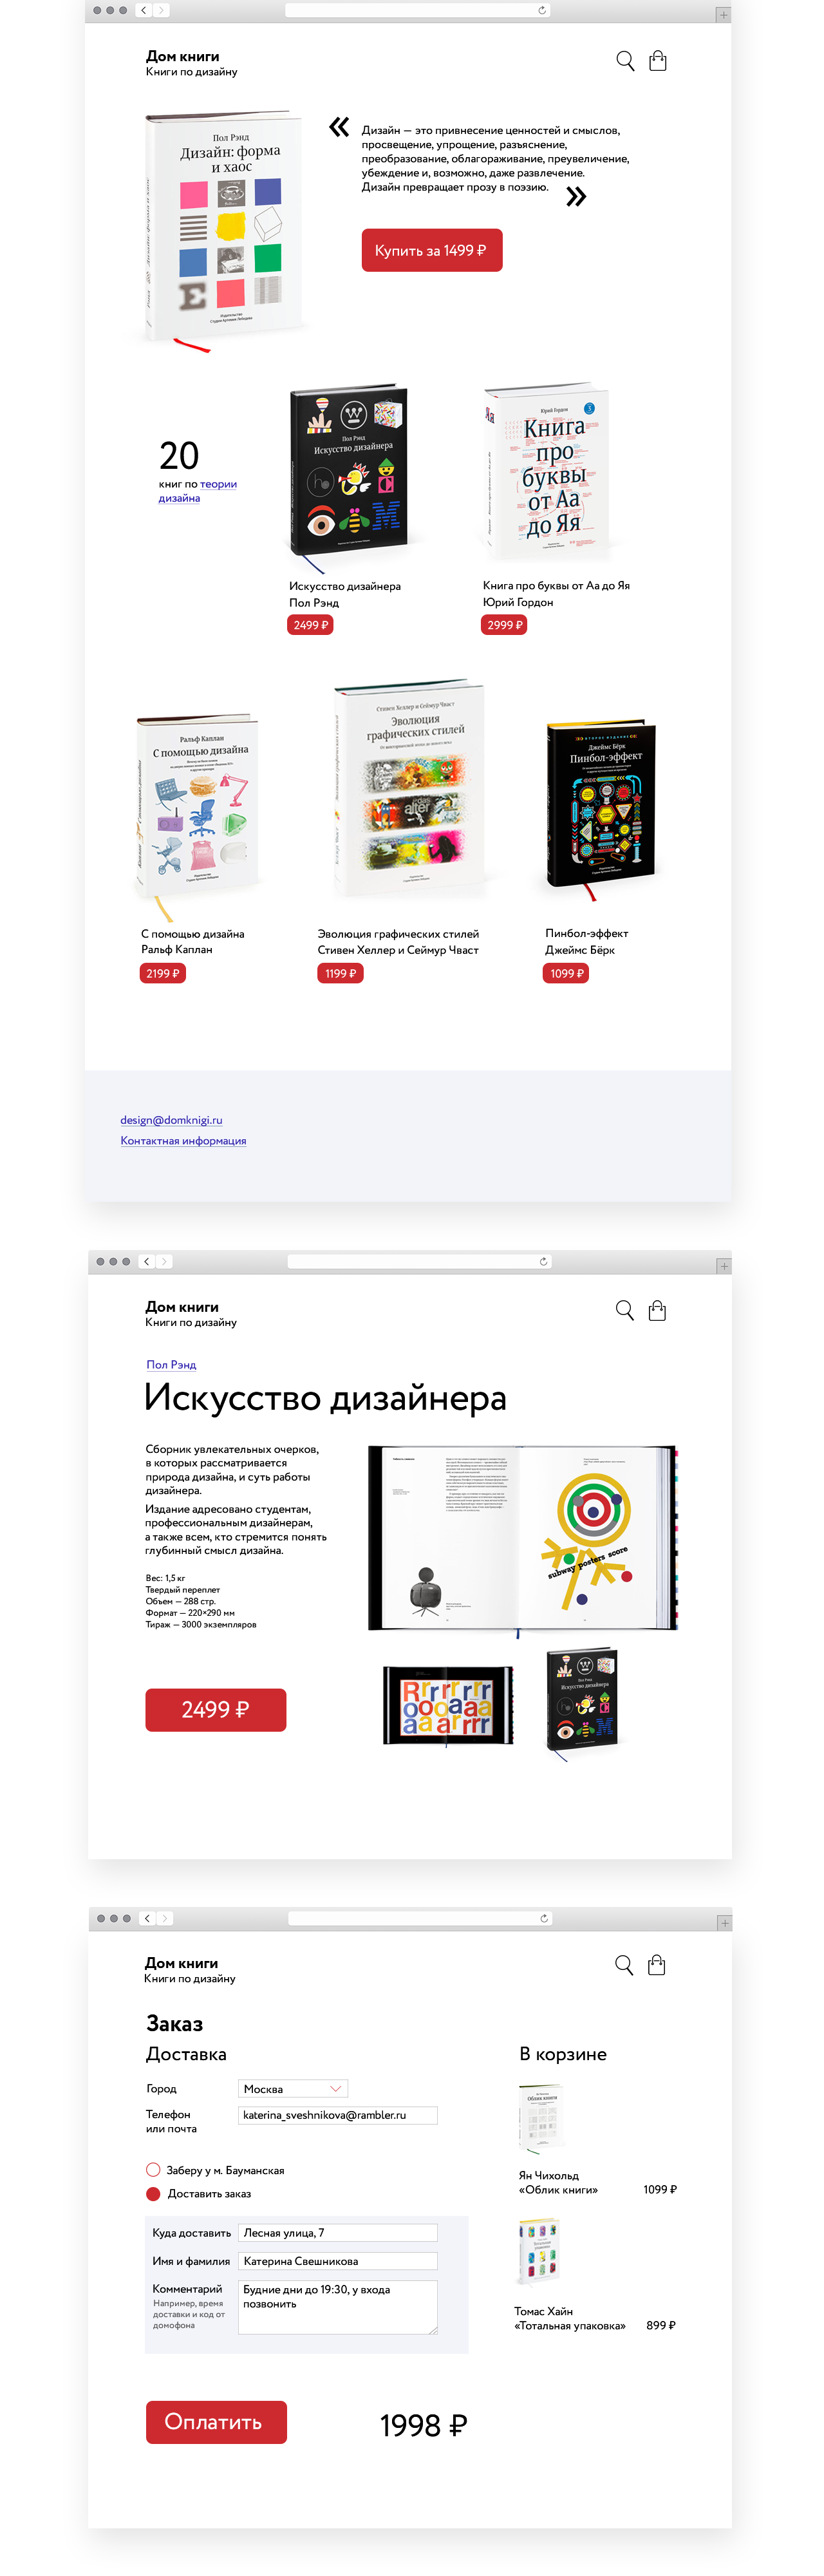 Дом книги
Книги по дизайну
Пол Рэнд
Дизайн: форма
и хаос
«
Дизайн — это привнесение ценностей и смыслов,
просвещение, упрощение, разъяснение,
преобразование, облагораживание, преувеличение,
убеждение и, возможно, даже развлечение.
Дизайн превращает прозу в поэзию.
»
Купить за 1499 ₽
20
книг по теории
дизайна
Пол Рэнд
Искусство дизайнера
Юрий Гордон
Книга
про
буквы
от Аа
до Яя
Искусство дизайнера
Пол Рэнд
2499 ₽
Книга про буквы от Аа до Яя
Юрий Гордон
2999 ₽
Ральф Каплан
С помощью дизайна
Стивен Хеллер и Сеймур Чваст
Эволюция
графических стилей
Джеймс Бёрк
Пинбол-эффект
С помощью дизайна
Ральф Каплан
2199 ₽
Эволюция графических стилей
Стивен Хеллер и Сеймур Чваст
1199 ₽
Пинбол-эффект
Джеймс Бёрк
1099 ₽
design@domknigi.ru
Контактная информация
Дом книги
Книги по дизайну
Пол Рэнд
Искусство дизайнера
Сборник увлекательных очерков,
в которых рассматривается
природа дизайна, и суть работы
дизайнера.
Издание адресовано студентам,
профессиональным дизайнерам,
а также всем, кто стремится понять
глубинный смысл дизайна.
Вес: 1,5 кг
Твердый переплет
Объем — 288 стр.
Формат — 220×290 мм
Тираж — 3000 экземпляров
subway posters score
2499 ₽
Пол Рэнд
Искусство дизайнера
Дом книги
Книги по дизайну
Заказ
Доставка
Город
Москва
Телефон
или почта
katerina_sveshnikova@rambler.ru
Заберу у м. Бауманская
Доставить заказ
Куда доставить
Лесная улица, 7
Имя и фамилия
Катерина Свешникова
Комментарий
Например, время
доставки и код от
домофона
Будние дни до 19:30, у входа
позвонить
Оплатить
1998 ₽
В корзине
Облик книги
Ян Чихольд
«Облик книги»
1099 ₽
Томас Хайн
«Тотальная упаковка»
899 ₽